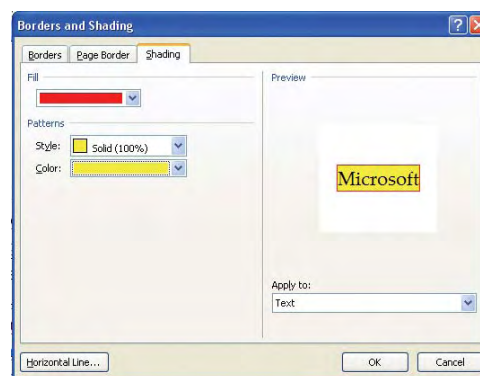 Borders and Shading
Borders Page Border Shading
Fill
Patterns
Style: Solid (100%)
Color:
Preview
Microsoft
Apply to:
Text
Horizontal Line... OK Cancel